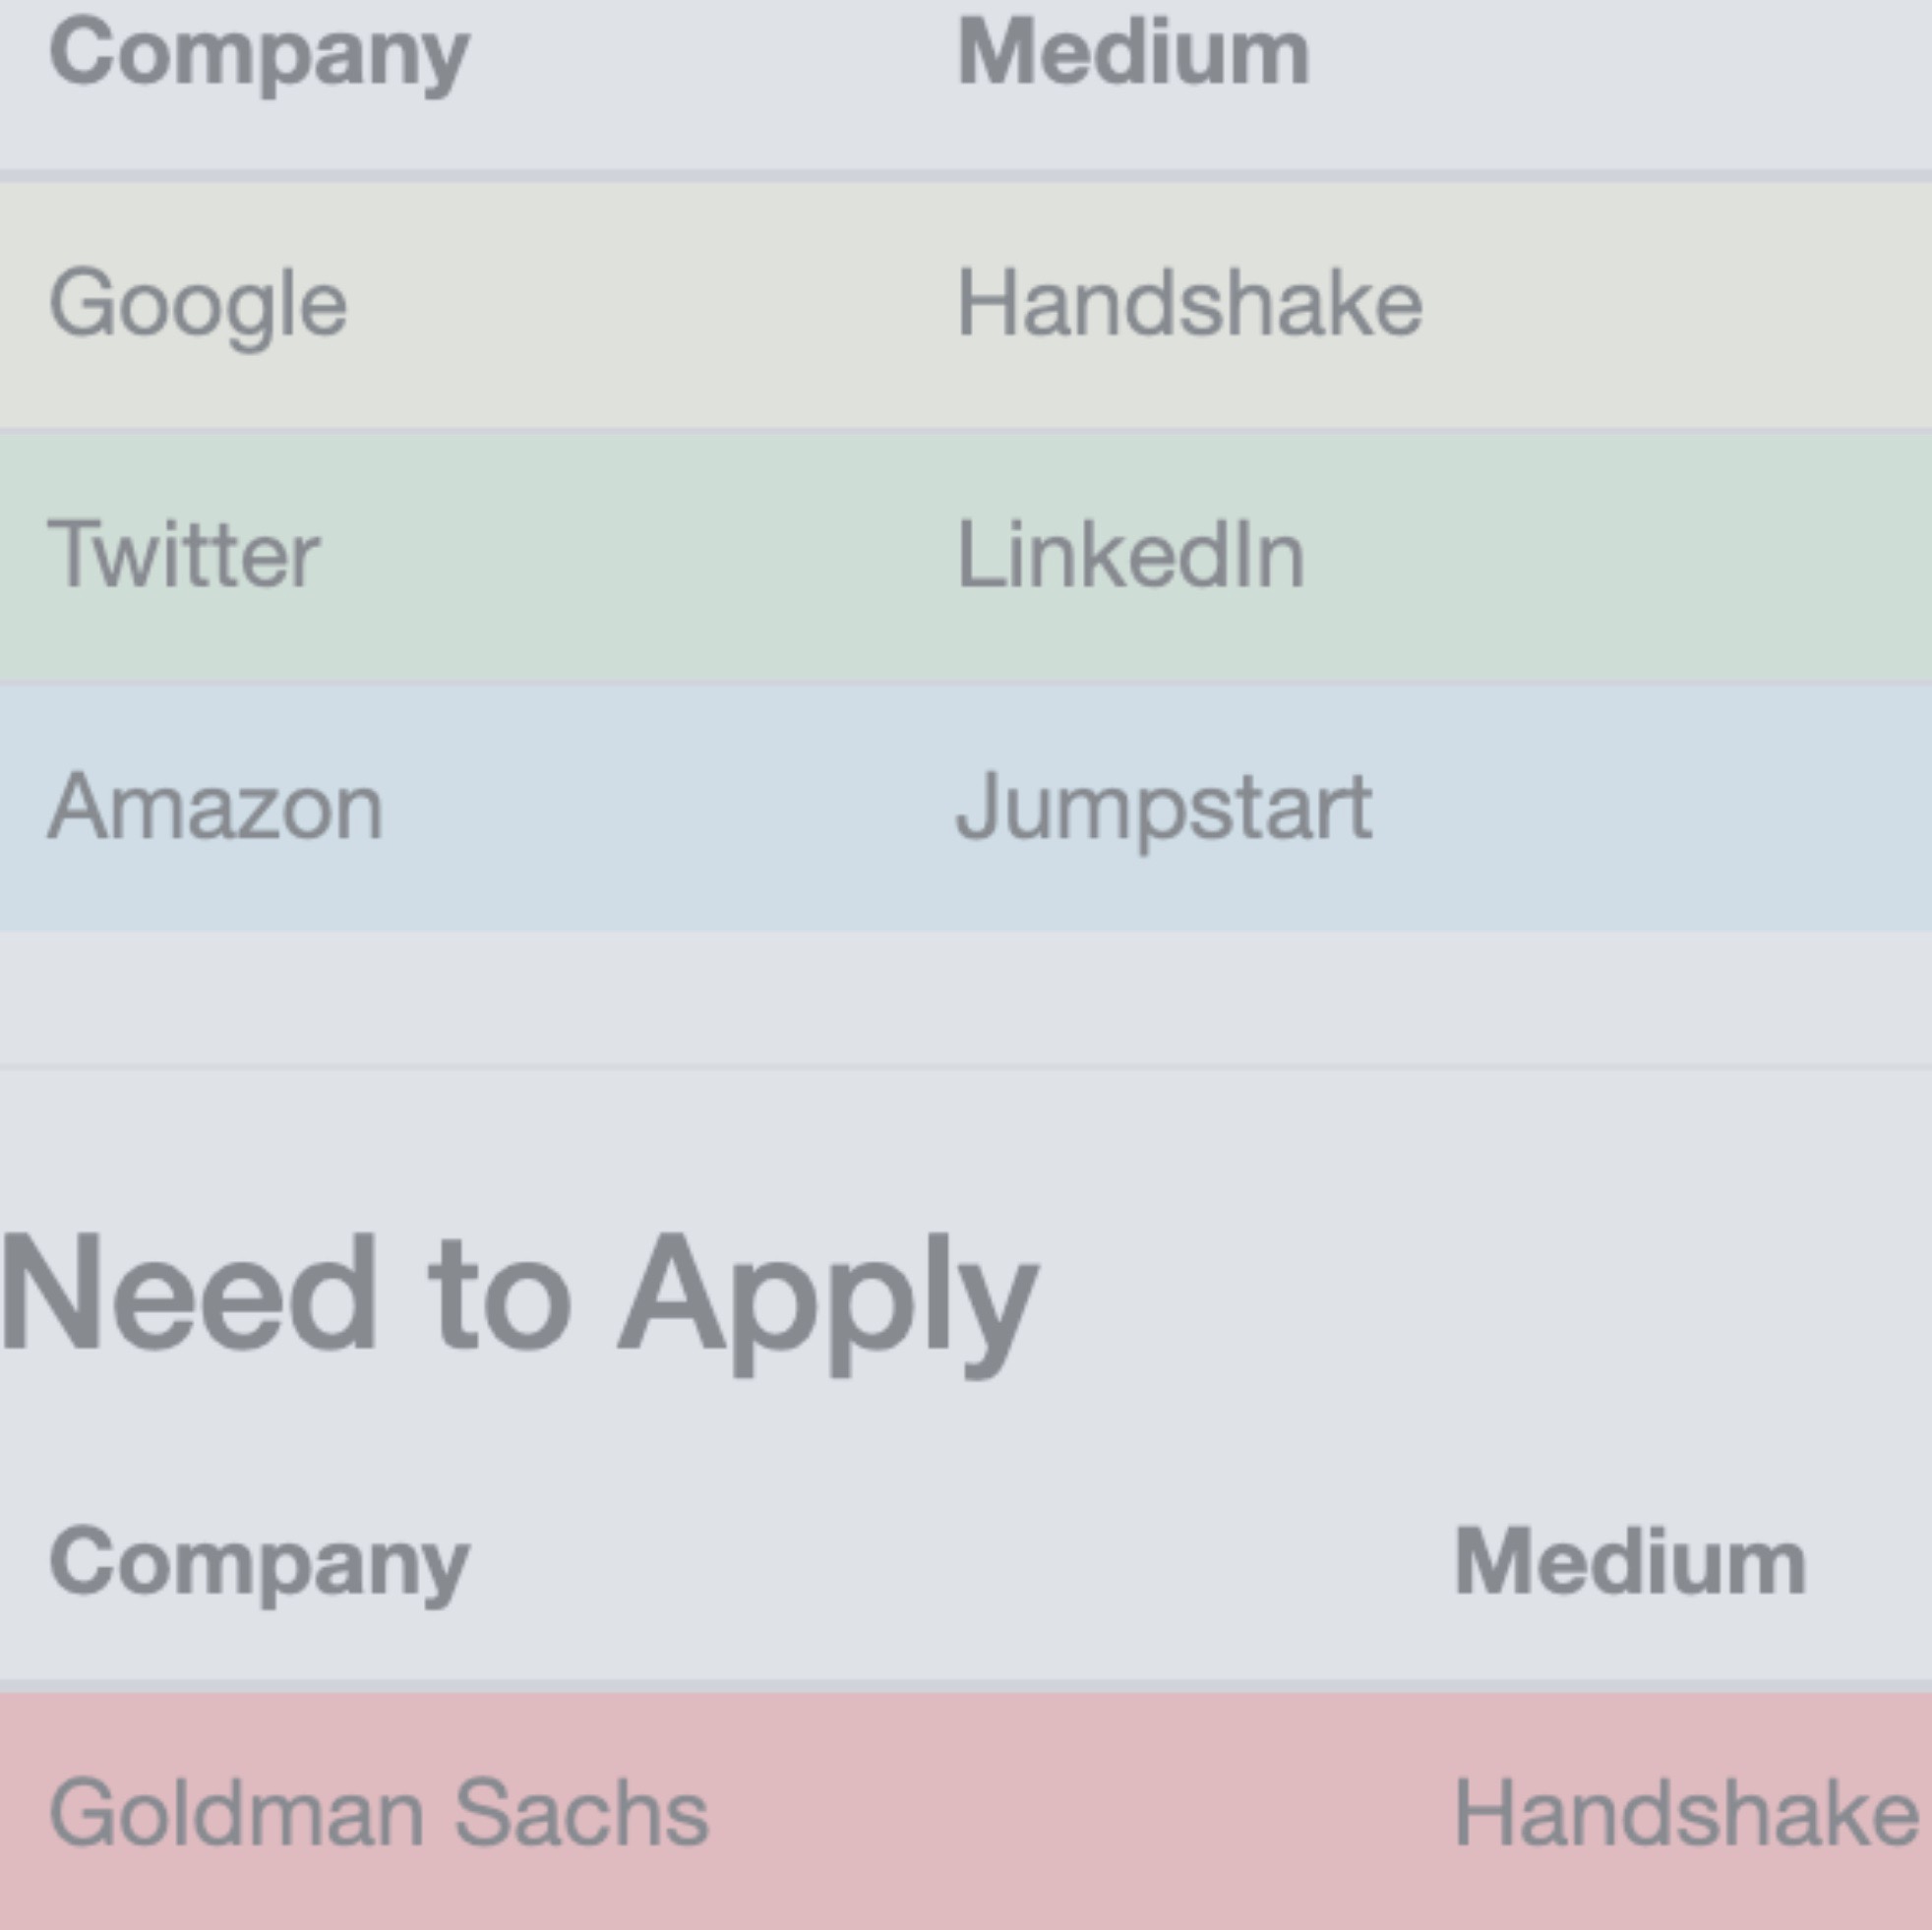 Company Medium
Google Handshake
Twitter LinkedIn
Amazon Jumpstart
Need to Apply
Company Medium
Goldman Sachs Handshake